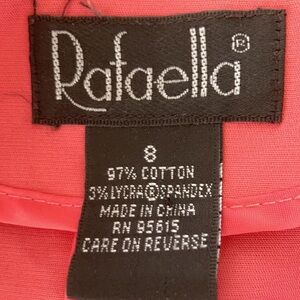 Rafaella®
8
97% COTTON
3% LYCRA® SPANDEX
MADE IN CHINA
RN 95615
CARE ON REVERSE